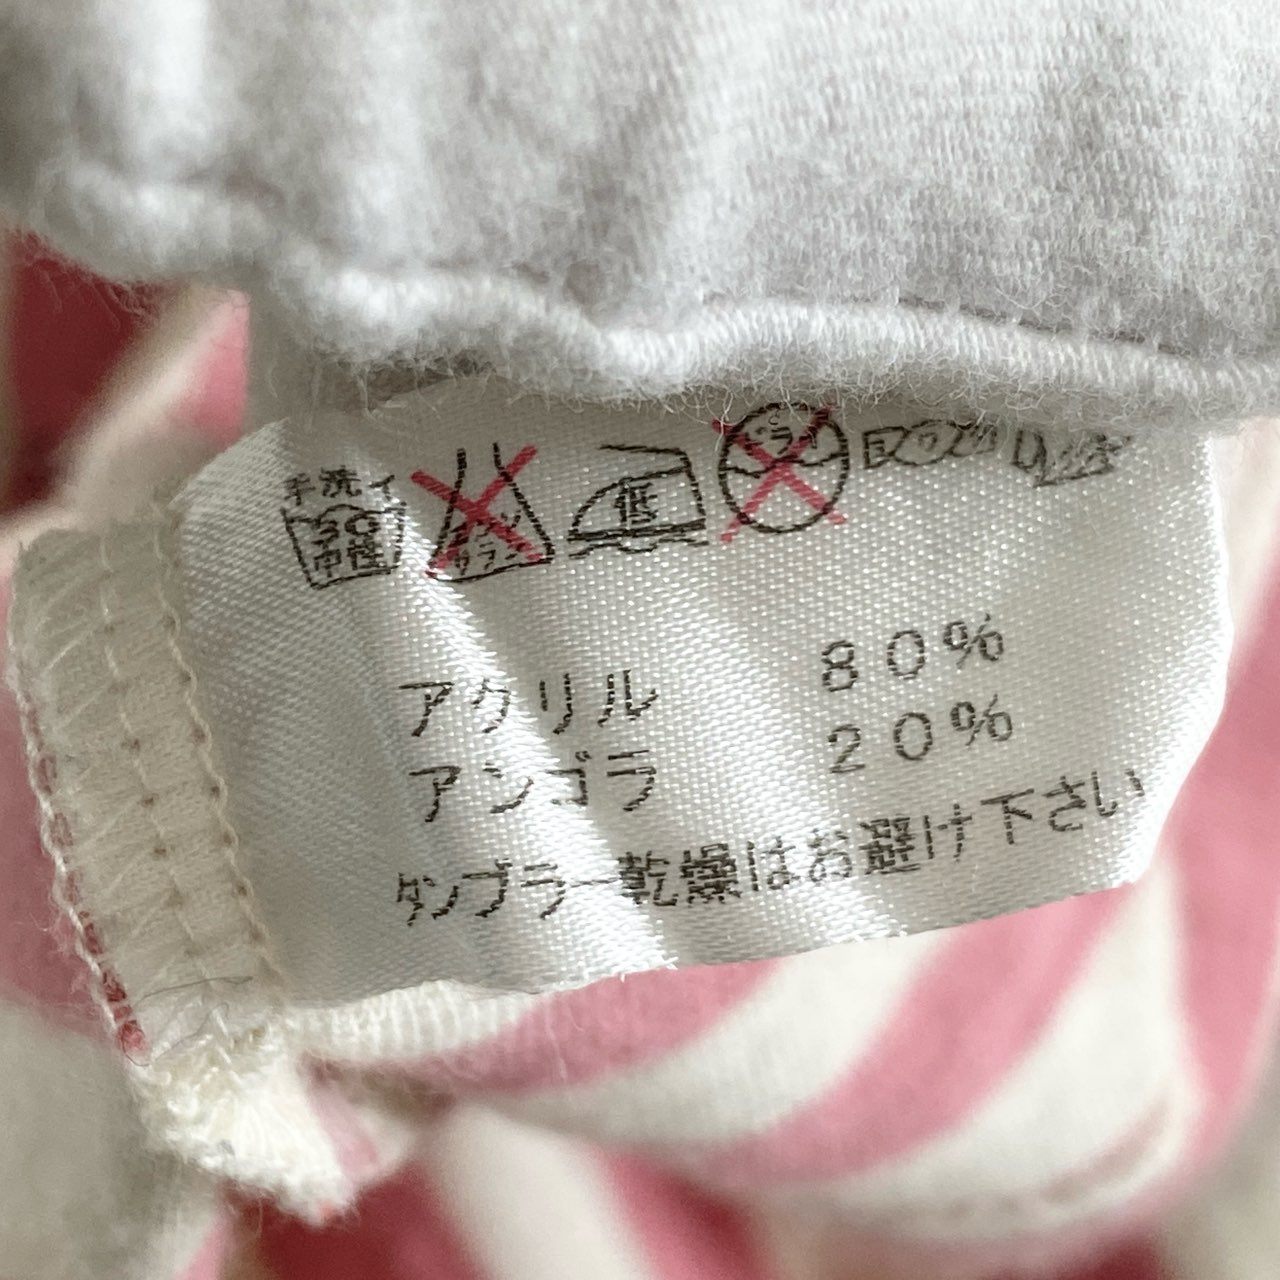 手洗イ
30
中性
低
アクリル 80%
アンゴラ 20%
タンブラー乾燥はお避け下さい